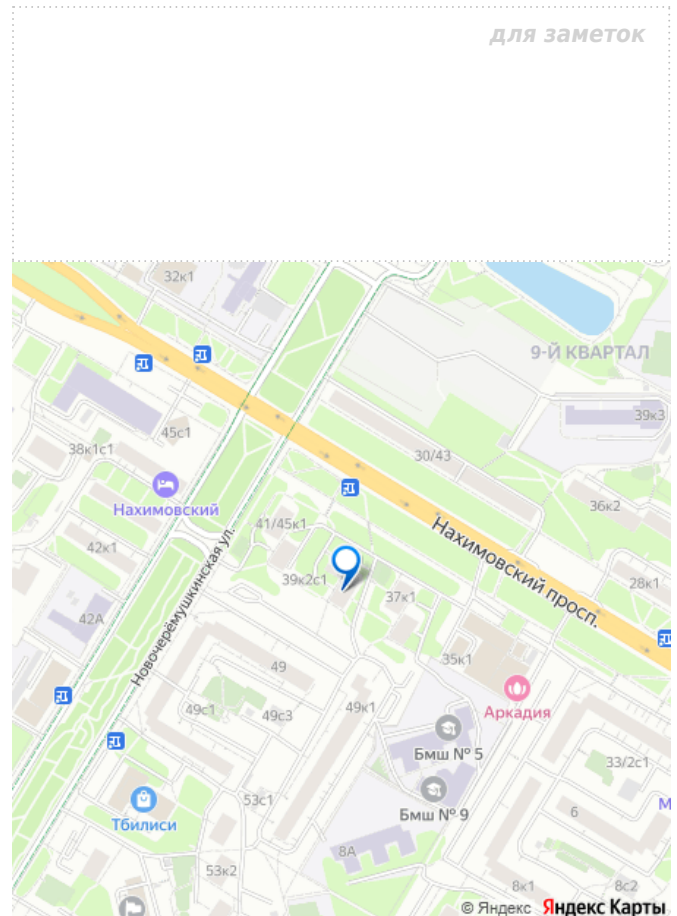 для заметок
32к1
9-Й КВАРТАЛ
39к3
45с1
38к1с1
30/43
Нахимовский
36к2
41/45к1
Нахимовский просп.
42к1
Новочерёмушкинская ул.
39к2с1
37к1
28к1
42А
35к1
49
Аркадия
49с1
49с3
49к1
Бмш № 5
33/2с1
53с1
Бмш № 9
6
М
Тбилиси
8А
53к2
8к1
8с2
© Яндекс Яндекс Карты